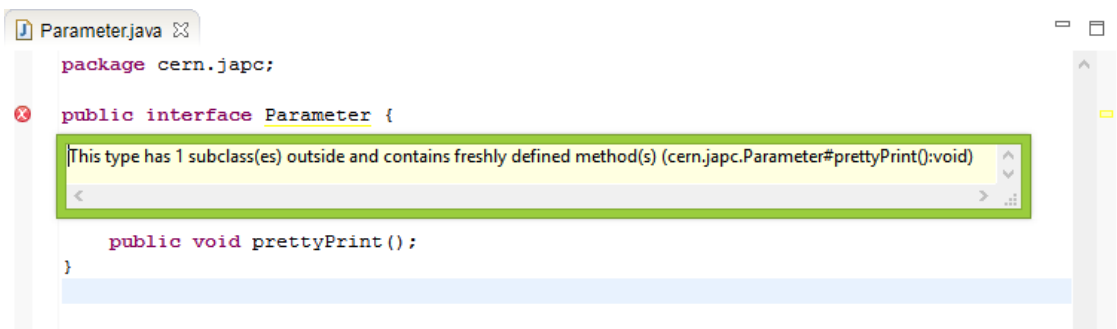 Parameter.java
package cern.japc;
public interface Parameter {
This type has 1 subclass(es) outside and contains freshly defined method(s) (cern.japc.Parameter#prettyPrint():void)
public void prettyPrint();
}